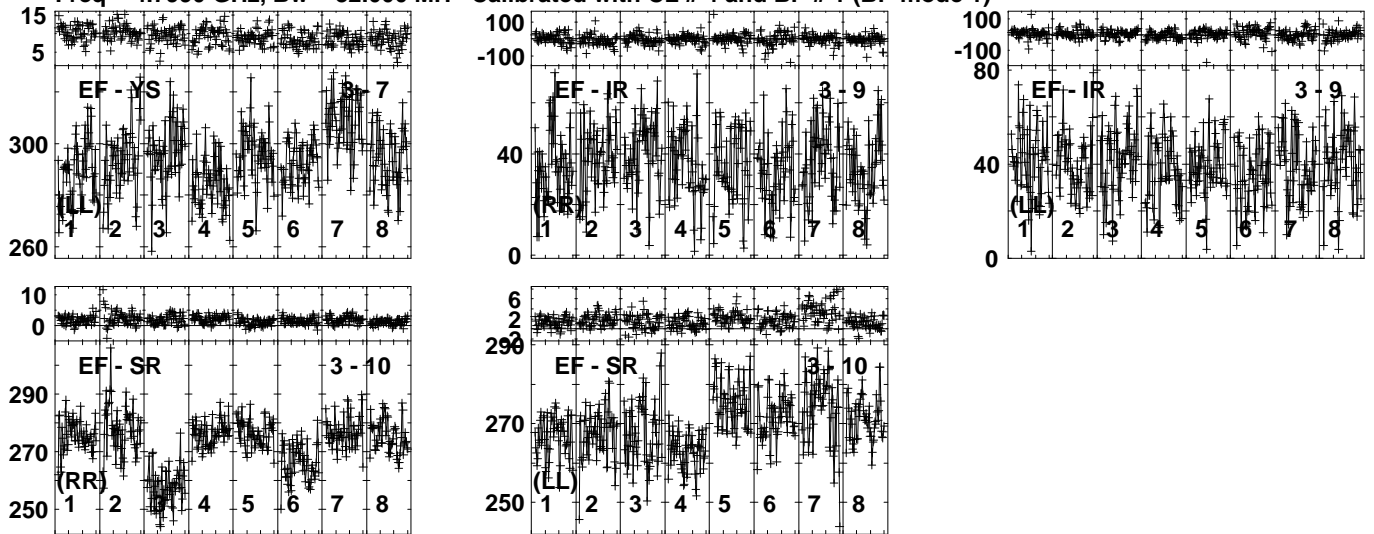 15
5
EF - YS 3 - 7
300
(LL)
1 2 3 4 5 6 7 8
260
100
-100
EF - IR 3 - 9
40
(RR)
1 2 3 4 5 6 7 8
0
100
-100
80
EF - IR 3 - 9
40
(LL)
1 2 3 4 5 6 7 8
0
10
0
EF - SR 3 - 10
290
270
(RR)
1 2 4 5 6 7 8
250
6
2
-2
290
EF - SR 3 - 10
270
(LL)
1 2 3 4 5 6 7 8
250